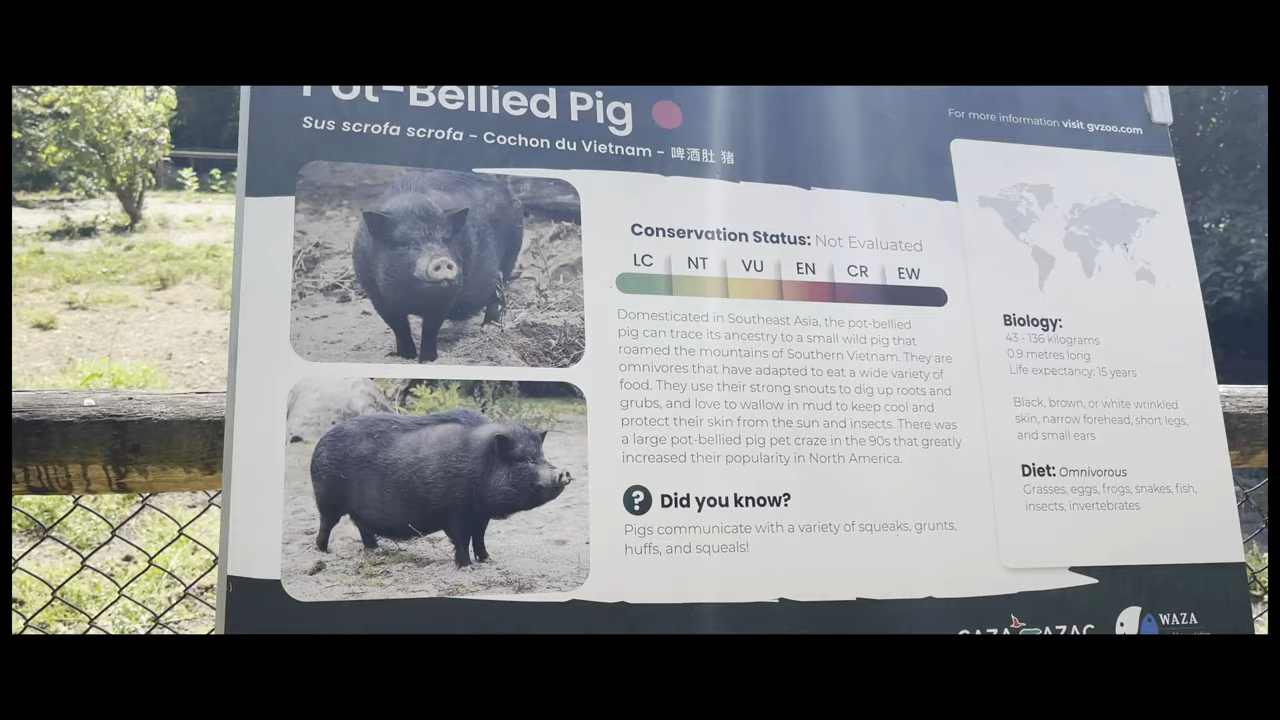 Pot-Bellied Pig
Sus scrofa scrofa - Cochon du Vietnam - 啤酒肚 猪
For more information visit gvzoo.com
Conservation Status: Not Evaluated
LC NT VU EN CR EW
Domesticated in Southeast Asia, the pot-bellied
pig can trace its ancestry to a small wild pig that
roamed the mountains of Southern Vietnam. They are
omnivores that have adapted to eat a wide variety of
food. They use their strong snouts to dig up roots and
grubs, and love to wallow in mud to keep cool and
protect their skin from the sun and insects. There was
a large pot-bellied pig pet craze in the 90s that greatly
increased their popularity in North America.
? Did you know?
Pigs communicate with a variety of squeaks, grunts,
huffs, and squeals!
Biology:
43 - 136 kilograms
0.9 metres long
Life expectancy: 15 years
Black, brown, or white wrinkled
skin, narrow forehead, short legs,
and small ears
Diet: Omnivorous
Grasses, eggs, frogs, snakes, fish,
insects, invertebrates
CAZA AZAC
WAZA